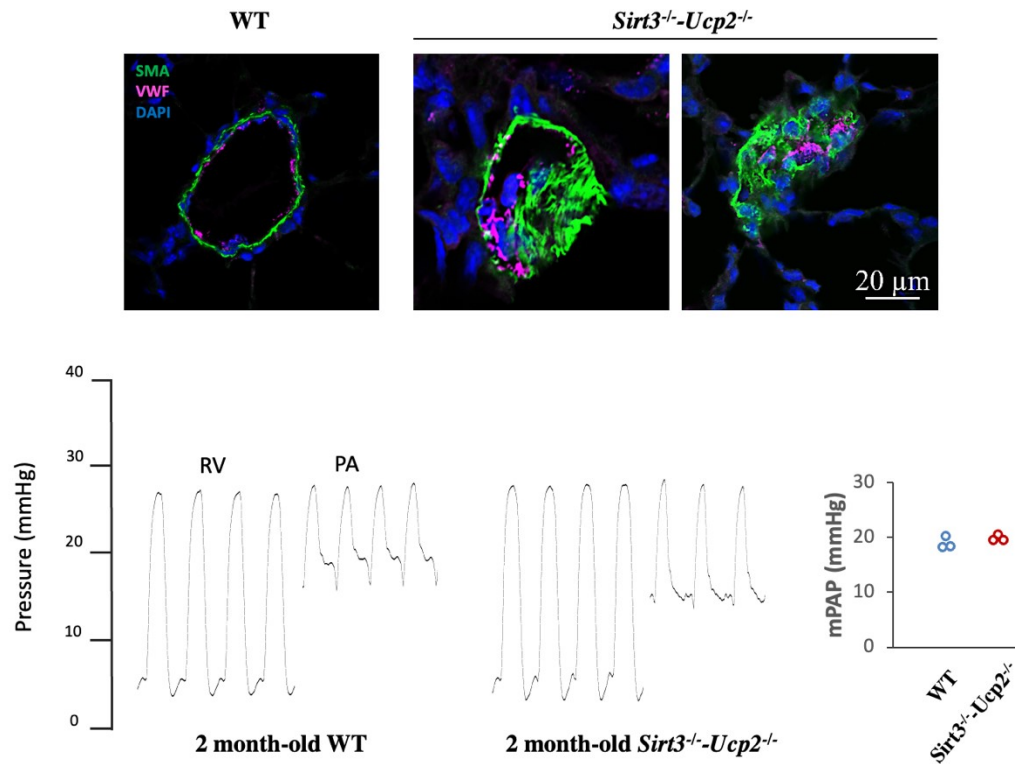 WT
Sirt3-/--Ucp2-/-
SMA
VWF
DAPI
20 µm
Pressure (mmHg)
40
30
20
10
0
RV
PA
2 month-old WT
2 month-old Sirt3-/--Ucp2-/-
mPAP (mmHg)
30
20
10
0
WT
Sirt3-/--Ucp2-/-